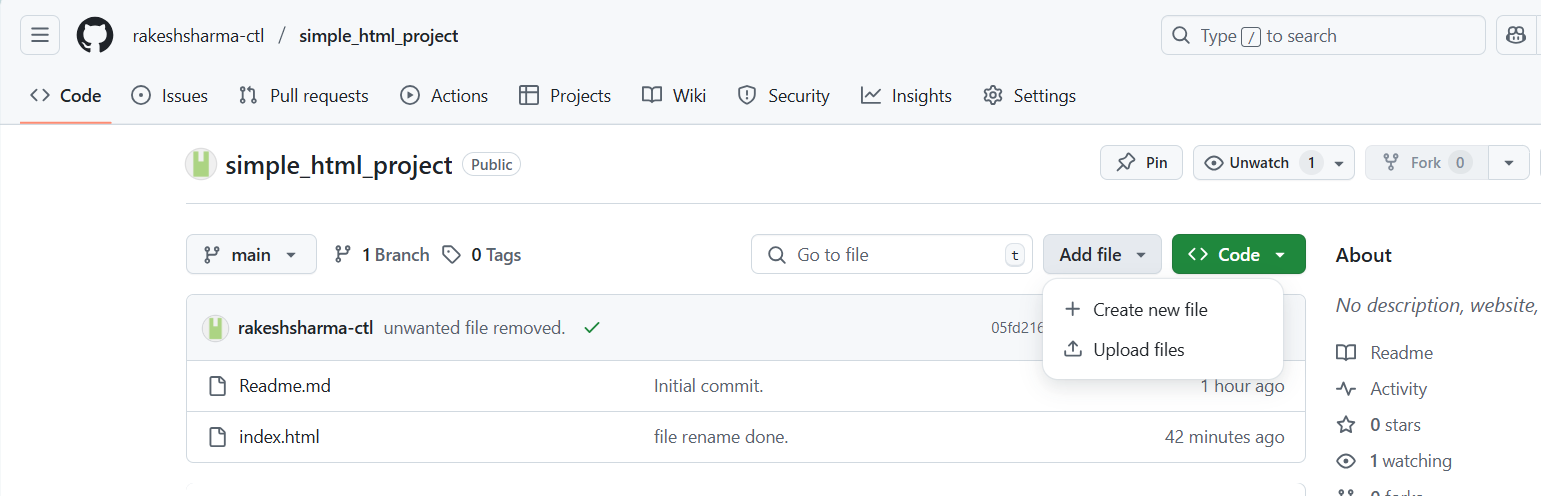 rakeshsharma-ctl / simple_html_project Type / to search
Code Issues Pull requests Actions Projects Wiki Security Insights Settings
simple_html_project Public Pin Unwatch 1 Fork 0
main 1 Branch 0 Tags Go to file t Add file Code About
Create new file No description, website,
rakeshsharma-ctl unwanted file removed. 05fd216
Upload files Readme
Readme.md Initial commit. 1 hour ago Activity
0 stars
index.html file rename done. 42 minutes ago
1 watching
0 forks